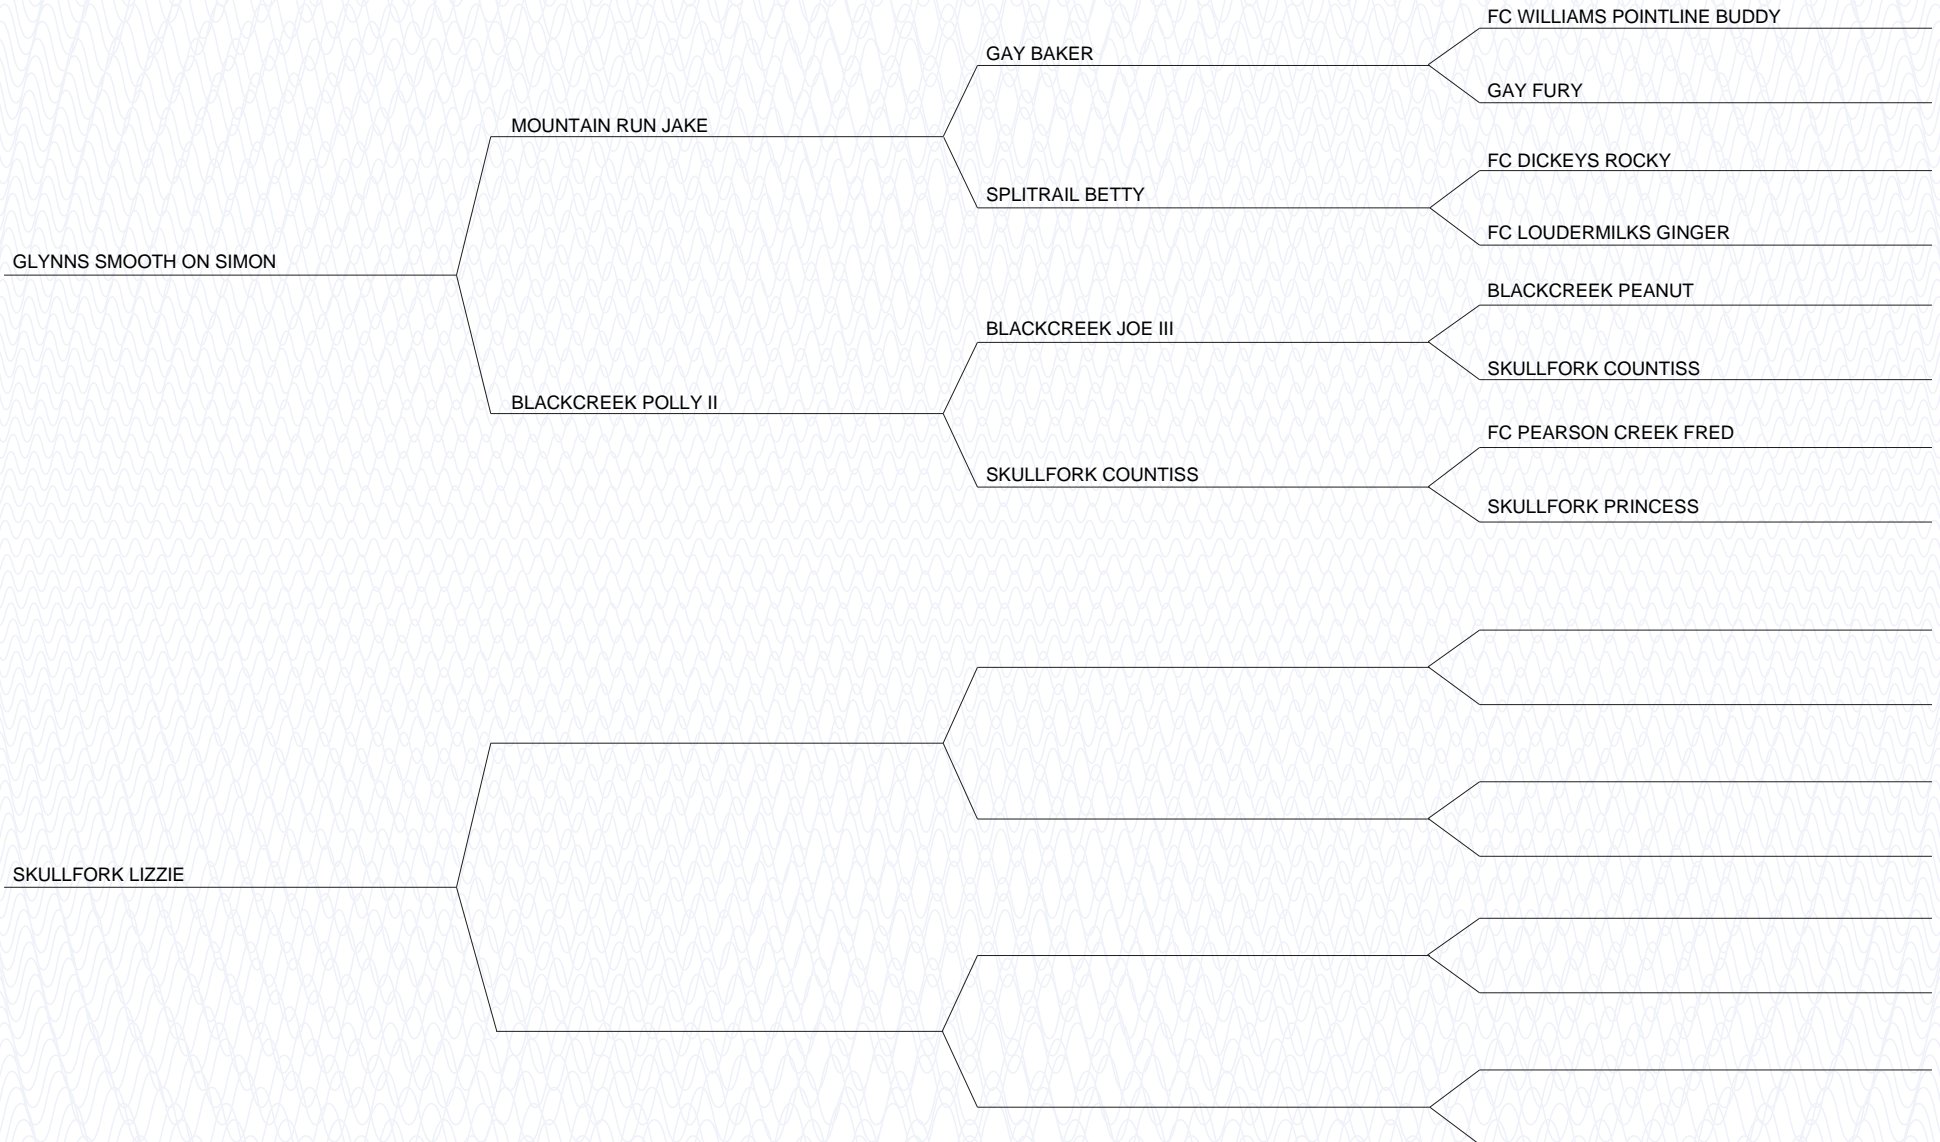 FC WILLIAMS POINTLINE BUDDY
GAY BAKER
GAY FURY
MOUNTAIN RUN JAKE
FC DICKEYS ROCKY
SPLITRAIL BETTY
FC LOUDERMILKS GINGER
GLYNNS SMOOTH ON SIMON
BLACKCREEK PEANUT
BLACKCREEK JOE III
SKULLFORK COUNTISS
BLACKCREEK POLLY II
FC PEARSON CREEK FRED
SKULLFORK COUNTISS
SKULLFORK PRINCESS
SKULLFORK LIZZIE